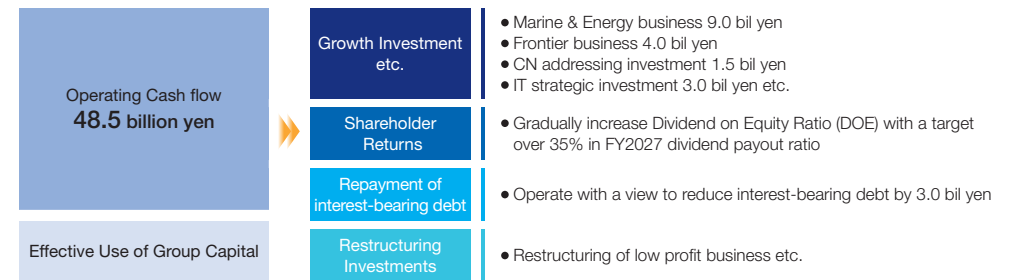 Operating Cash flow
48.5 billion yen
Effective Use of Group Capital
Growth Investment
etc.
● Marine & Energy business 9.0 bil yen
● Frontier business 4.0 bil yen
● CN addressing investment 1.5 bil yen
● IT strategic investment 3.0 bil yen etc.
Shareholder
Returns
● Gradually increase Dividend on Equity Ratio (DOE) with a target
over 35% in FY2027 dividend payout ratio
Repayment of
interest-bearing debt
● Operate with a view to reduce interest-bearing debt by 3.0 bil yen
Restructuring
Investments
● Restructuring of low profit business etc.